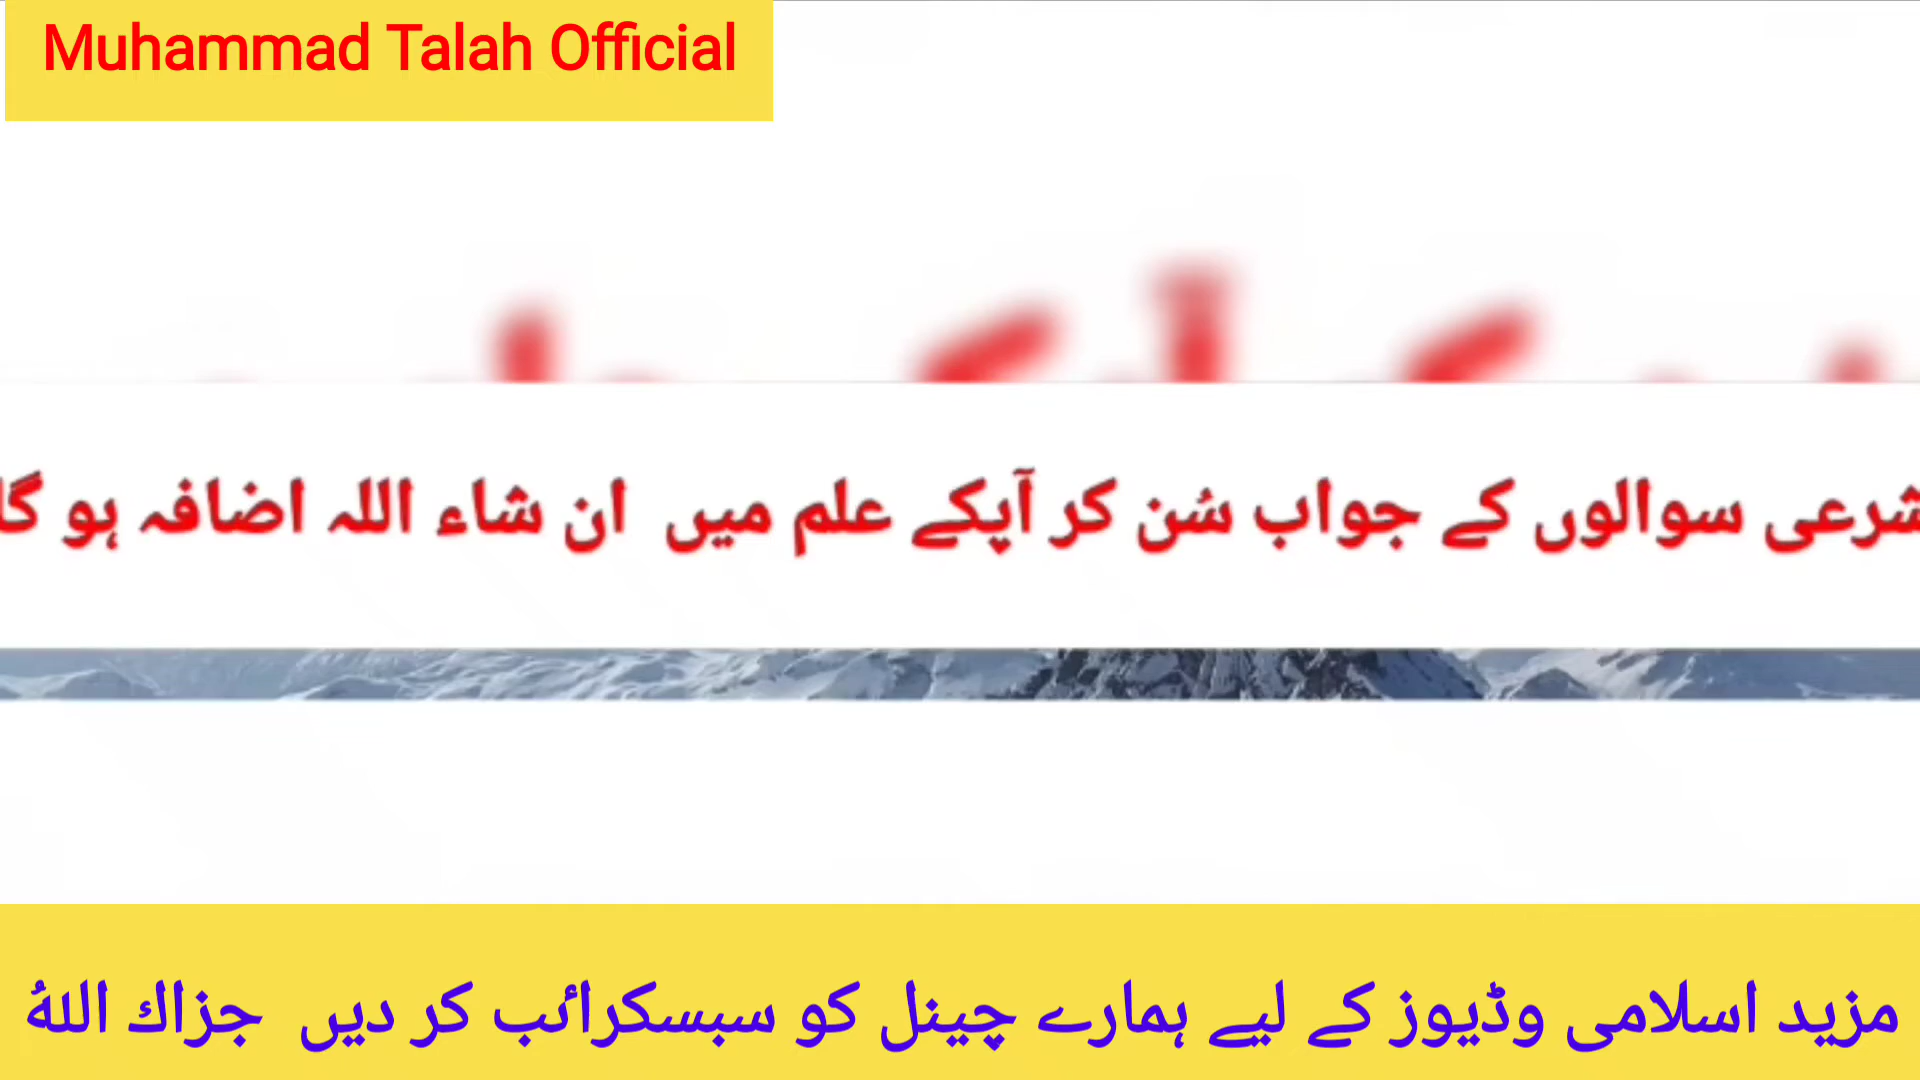 Muhammad Talah Official
شرعی سوالوں کے جواب سُن کر آپکے علم میں ان شاء اللہ اضافہ ہو گا
مزید اسلامی وڈیوز کے لیے ہمارے چینل کو سبسکرائب کر دیں جزاك اللهُ